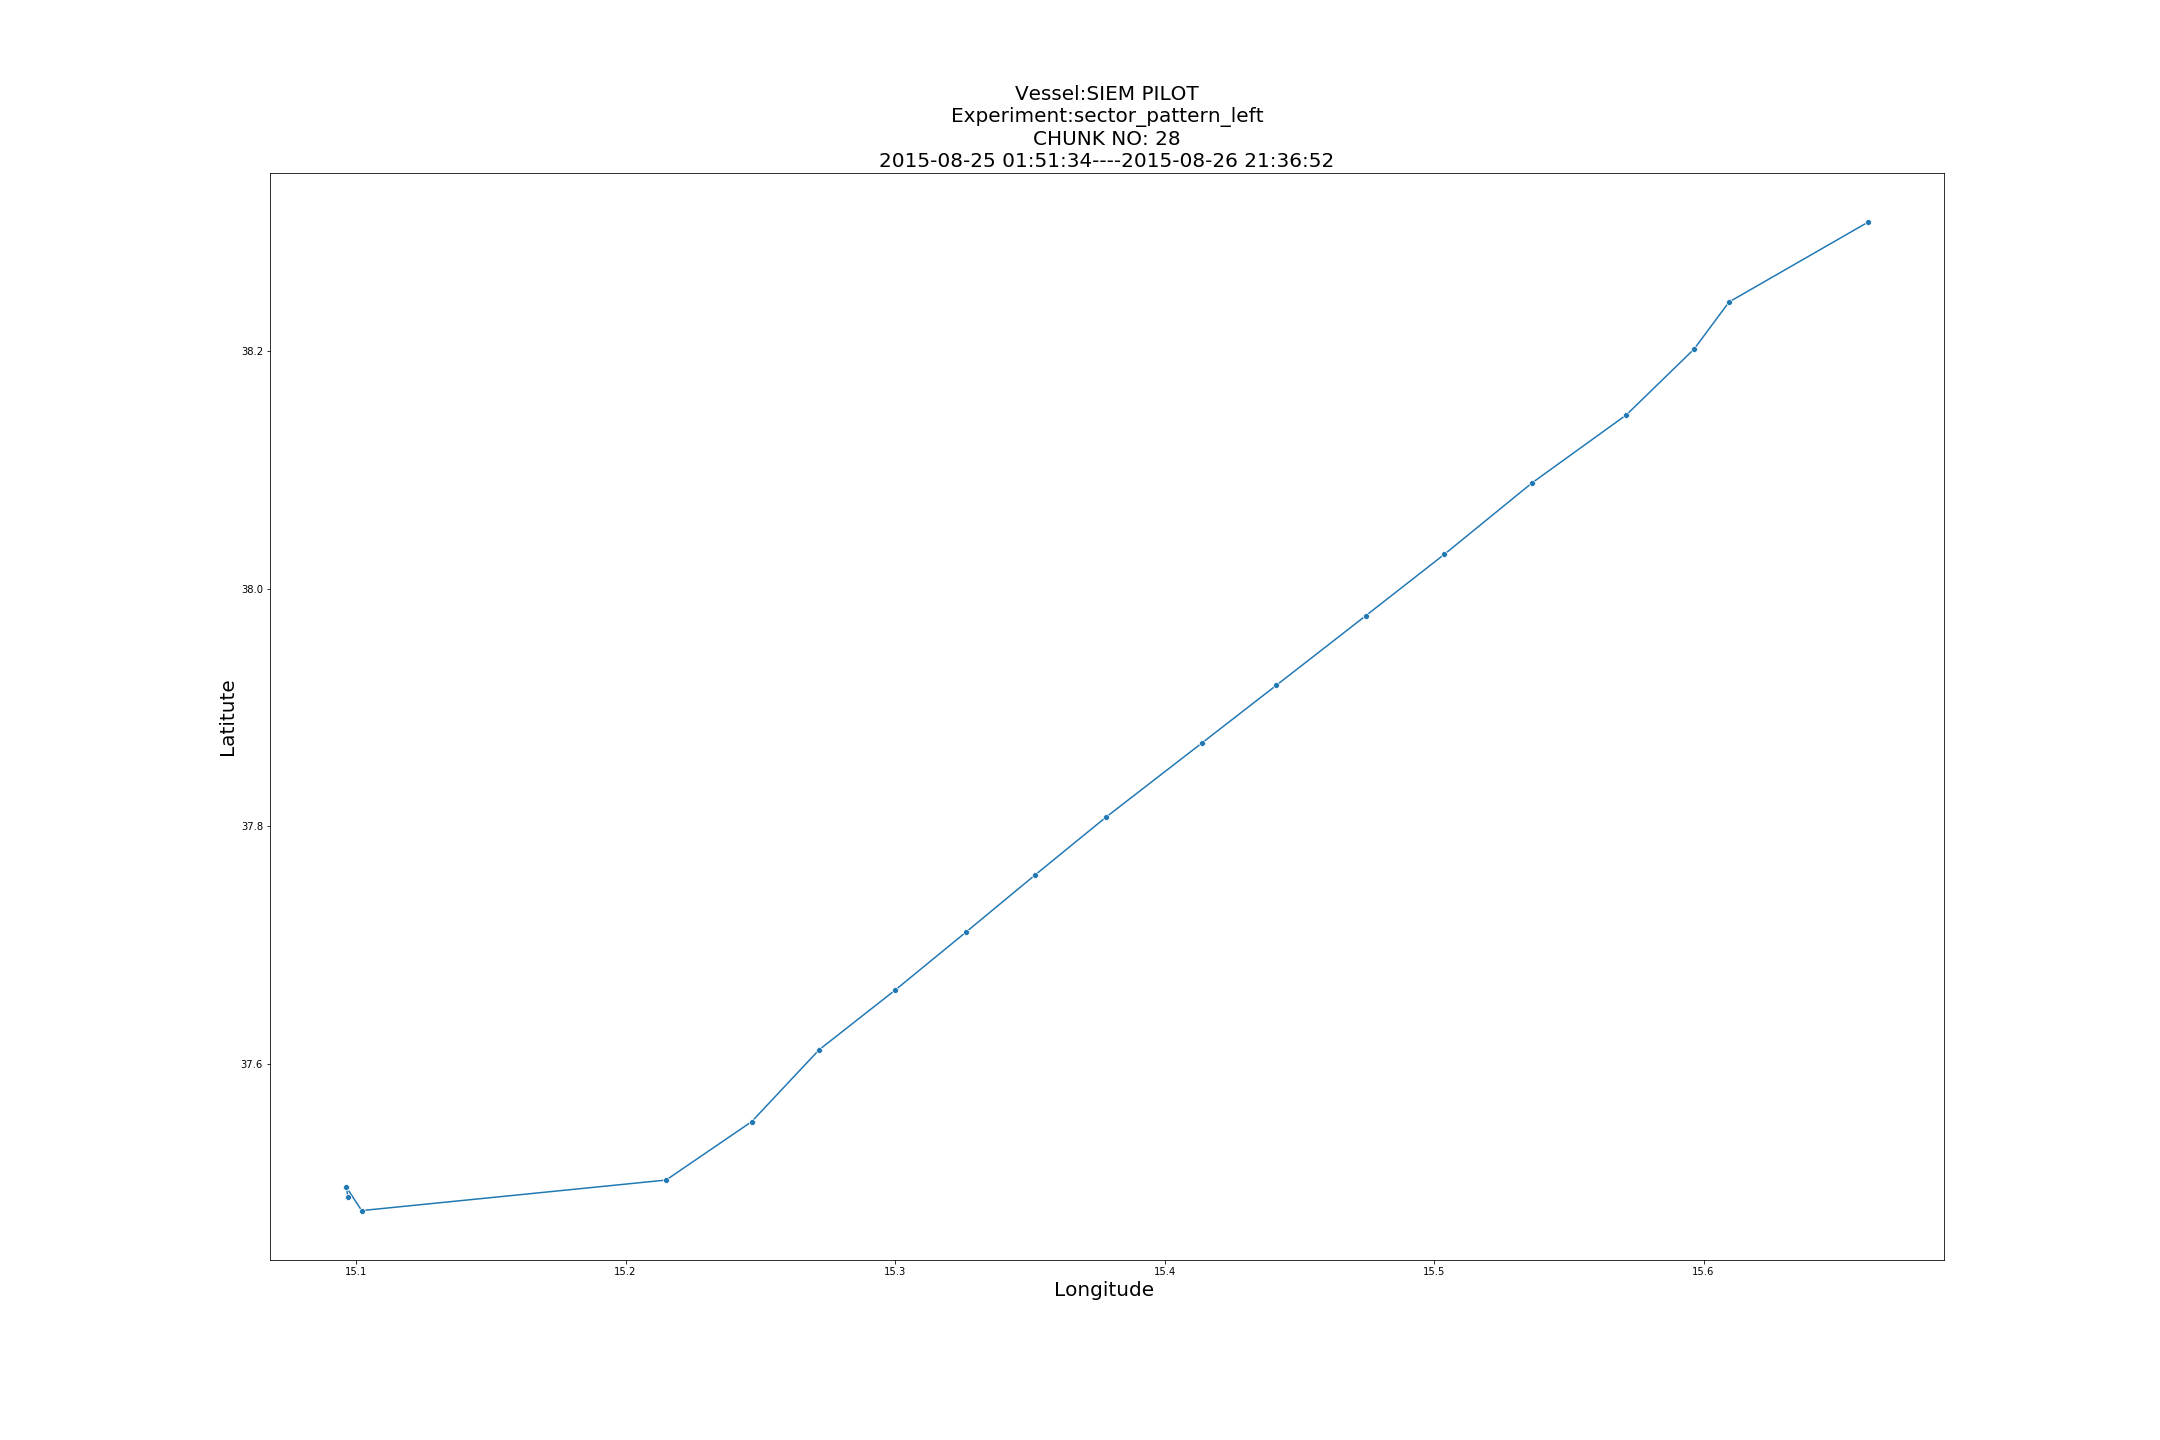 Vessel:SIEM PILOT
Experiment:sector_pattern_left
CHUNK NO: 28
2015-08-25 01:51:34----2015-08-26 21:36:52
38.2
38.0
37.8
37.6
Latitute
15.1 15.2 15.3 15.4 15.5 15.6
Longitude